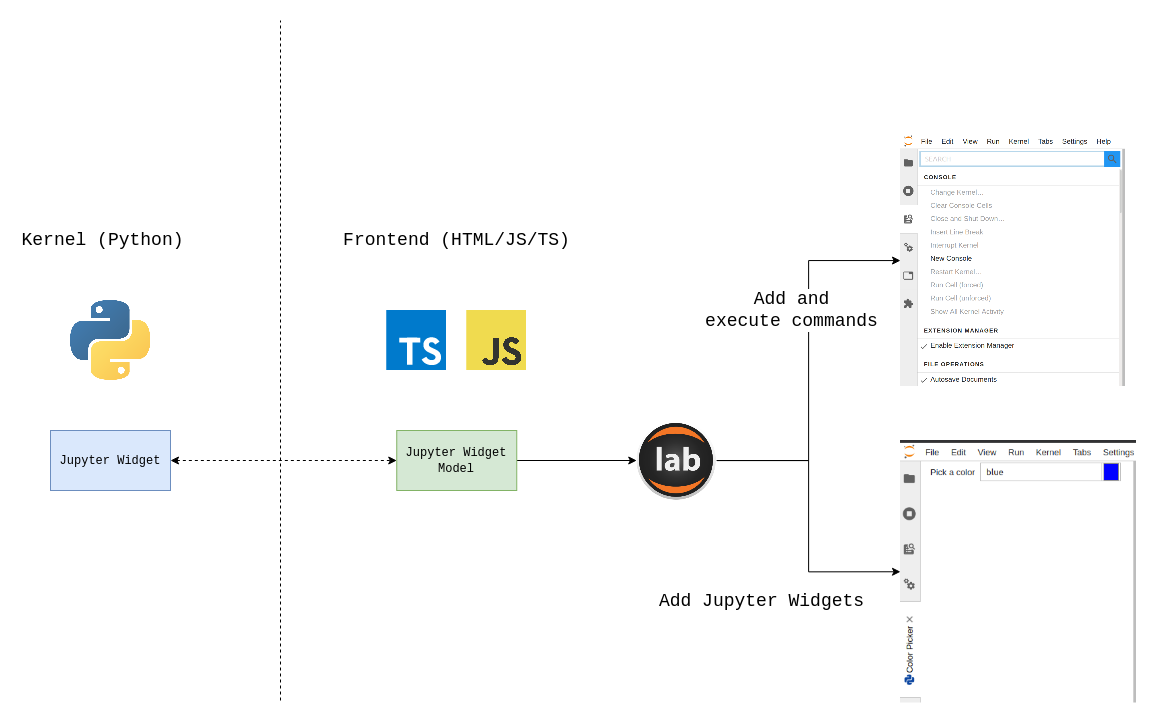 Kernel (Python)
Frontend (HTML/JS/TS)
TS
JS
Jupyter Widget
Jupyter Widget
Model
lab
Add and
execute commands
Add Jupyter Widgets
File Edit View Run Kernel Tabs Settings Help
SEARCH
CONSOLE
Change Kernel...
Clear Console Cells
Close and Shut Down...
Insert Line Break
Interrupt Kernel
New Console
Restart Kernel...
Run Cell (forced)
Run Cell (unforced)
Show All Kernel Activity
EXTENSION MANAGER
Enable Extension Manager
FILE OPERATIONS
Autosave Documents
File Edit View Run Kernel Tabs Settings
Pick a color blue
Color Picker